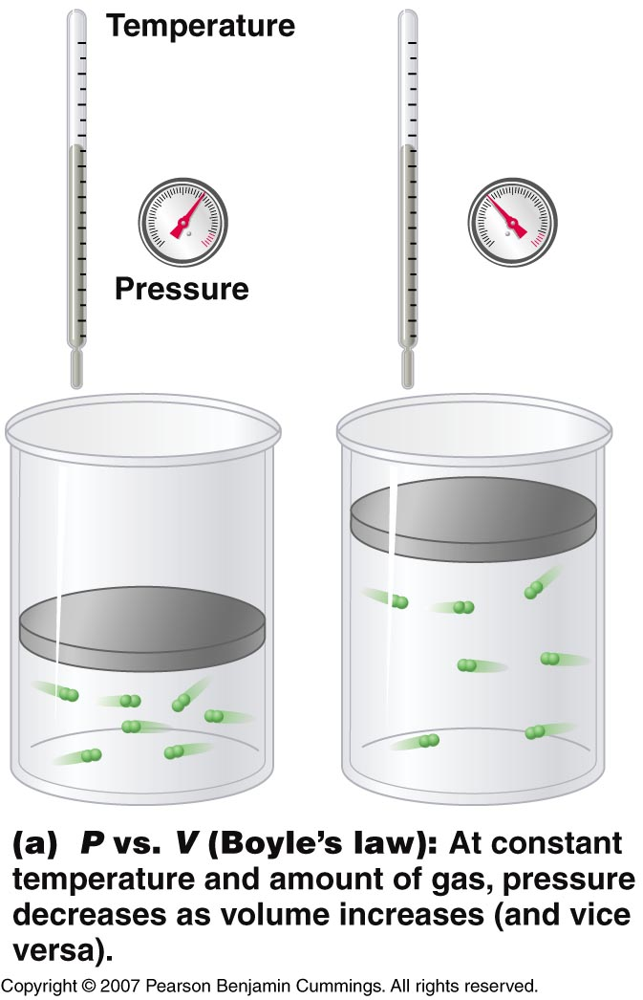 Temperature
Pressure
(a) P vs. V (Boyle’s law): At constant
temperature and amount of gas, pressure
decreases as volume increases (and vice
versa).
Copyright © 2007 Pearson Benjamin Cummings. All rights reserved.